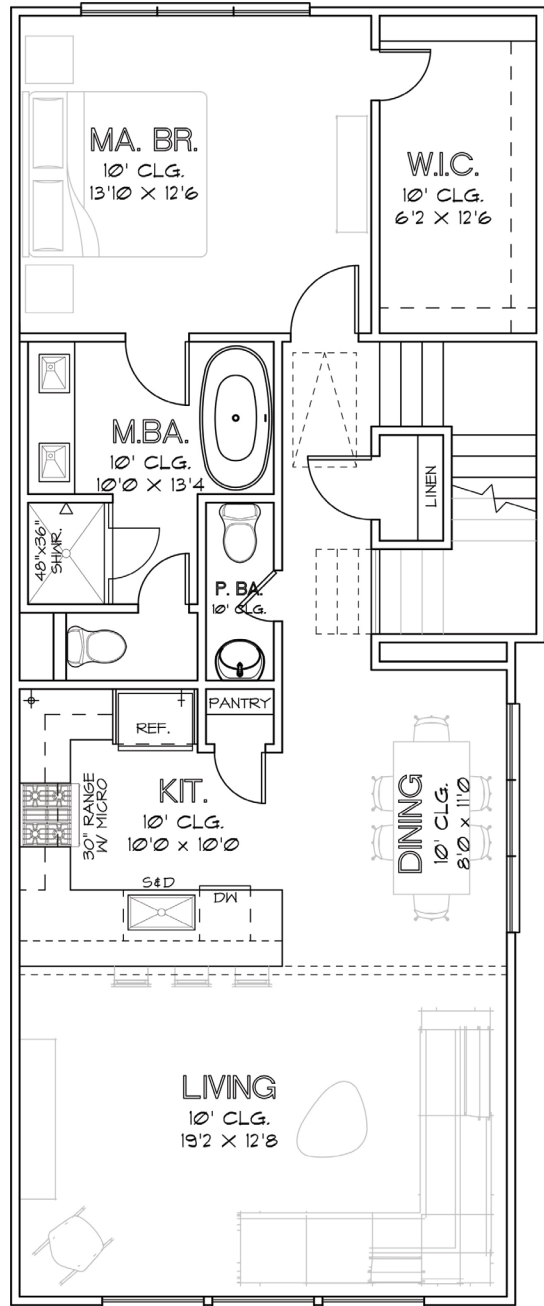 MA. BR.
10' CLG.
13'10 X 12'6
W.I.C.
10' CLG.
6'2 X 12'6
M.BA.
10' CLG.
10'0 X 13'4
LINEN
48"x36"
SHWR.
P. BA.
10' CLG.
PANTRY
REF.
30" RANGE
W/ MICRO
KIT.
10' CLG.
10'0 X 10'0
DINING
10' CLG.
8'0 X 11'0
S&D
DW
LIVING
10' CLG.
19'2 X 12'8